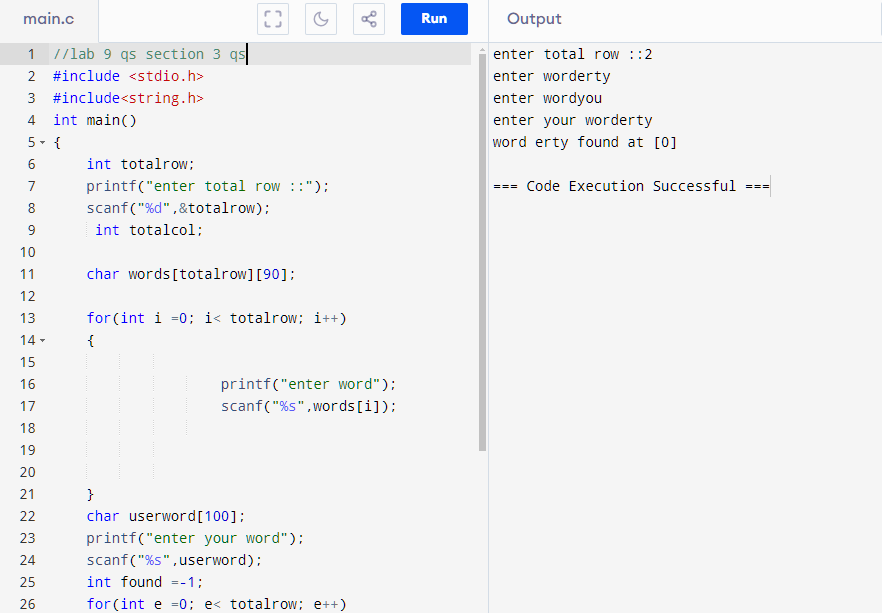 main.c
Run
Output
1 //lab 9 qs section 3 qs
2 #include <stdio.h>
3 #include<string.h>
4 int main()
5 {
6 int totalrow;
7 printf("enter total row ::");
8 scanf("%d",&totalrow);
9 int totalcol;
10
11 char words[totalrow][90];
12
13 for(int i =0; i< totalrow; i++)
14 {
15
16 printf("enter word");
17 scanf("%s",words[i]);
18
19
20
21 }
22 char userword[100];
23 printf("enter your word");
24 scanf("%s",userword);
25 int found =-1;
26 for(int e =0; e< totalrow; e++)
enter total row ::2
enter worderty
enter wordyou
enter your worderty
word erty found at [0]
=== Code Execution Successful ===